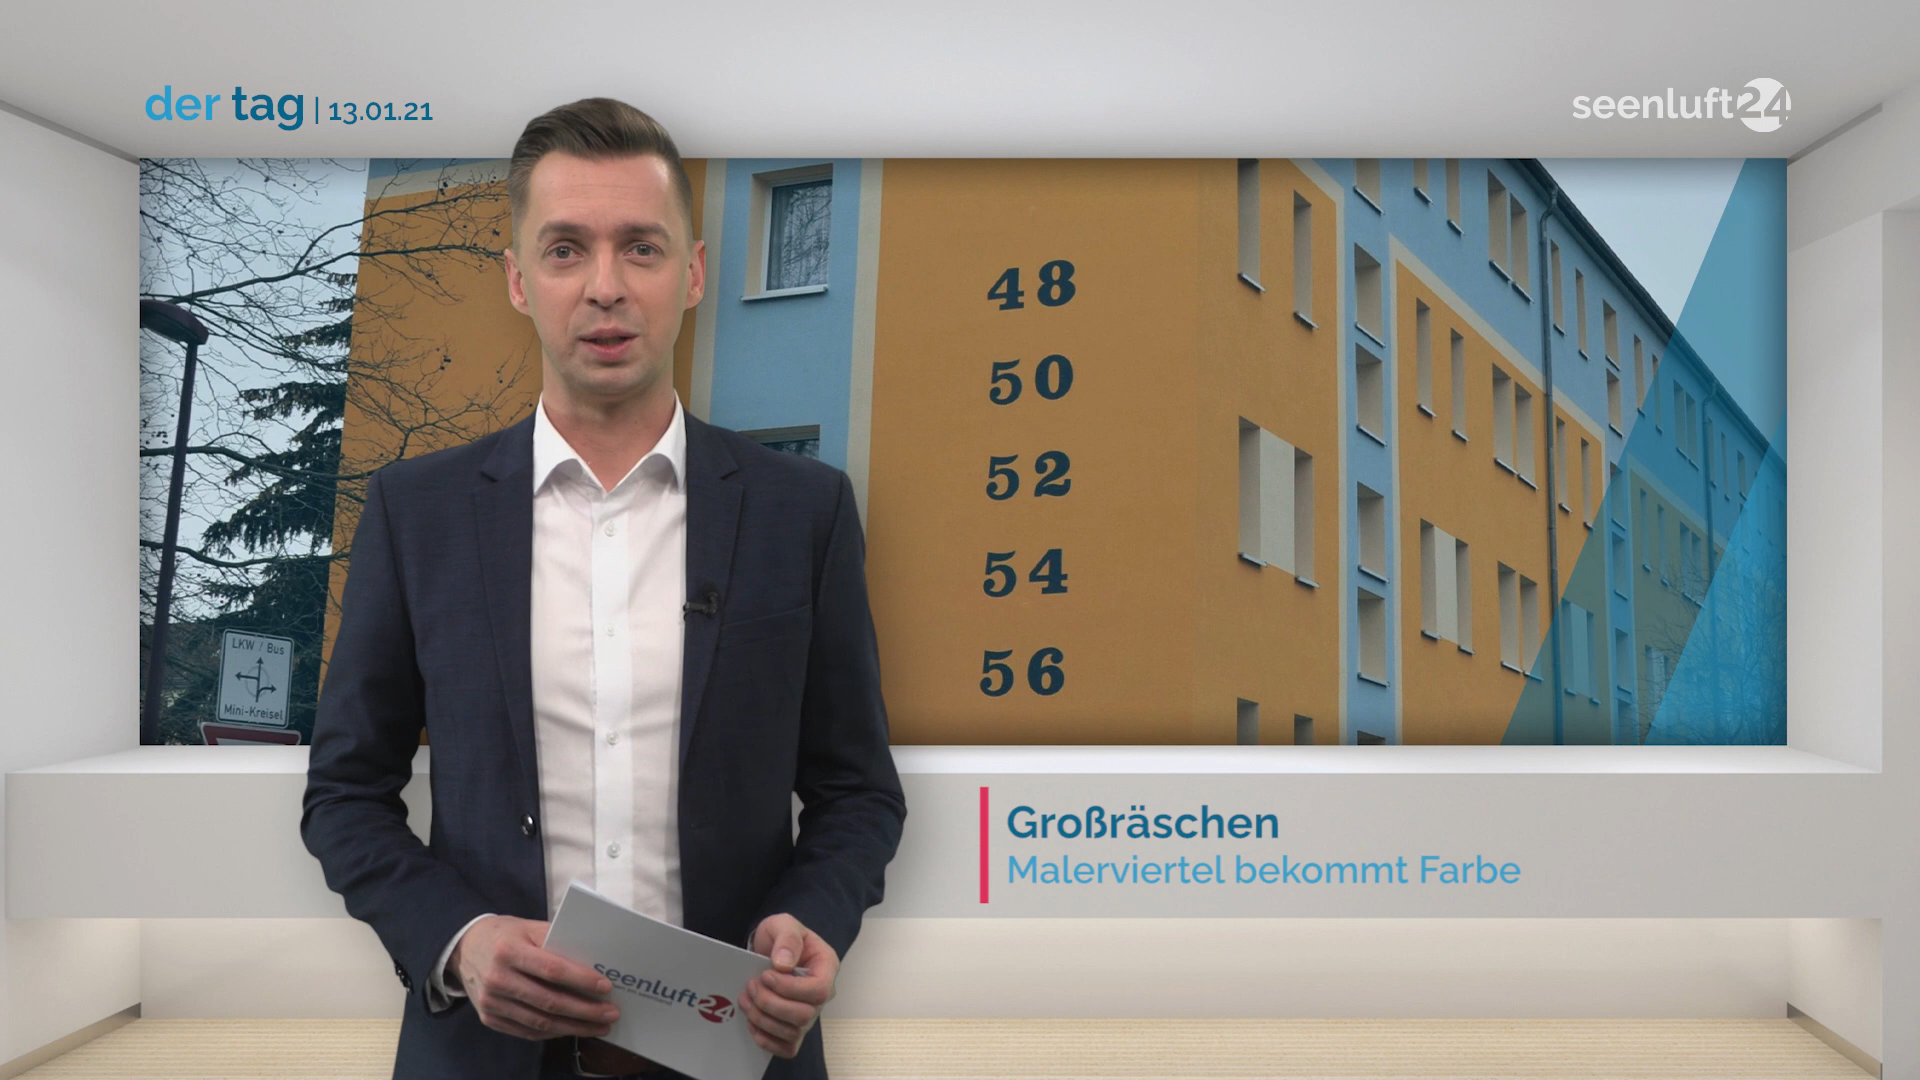 der tag | 13.01.21
seenluft24
48
50
52
54
56
LKW / Bus
Mini-Kreisel
Großräschen
Malerviertel bekommt Farbe
seenluft24